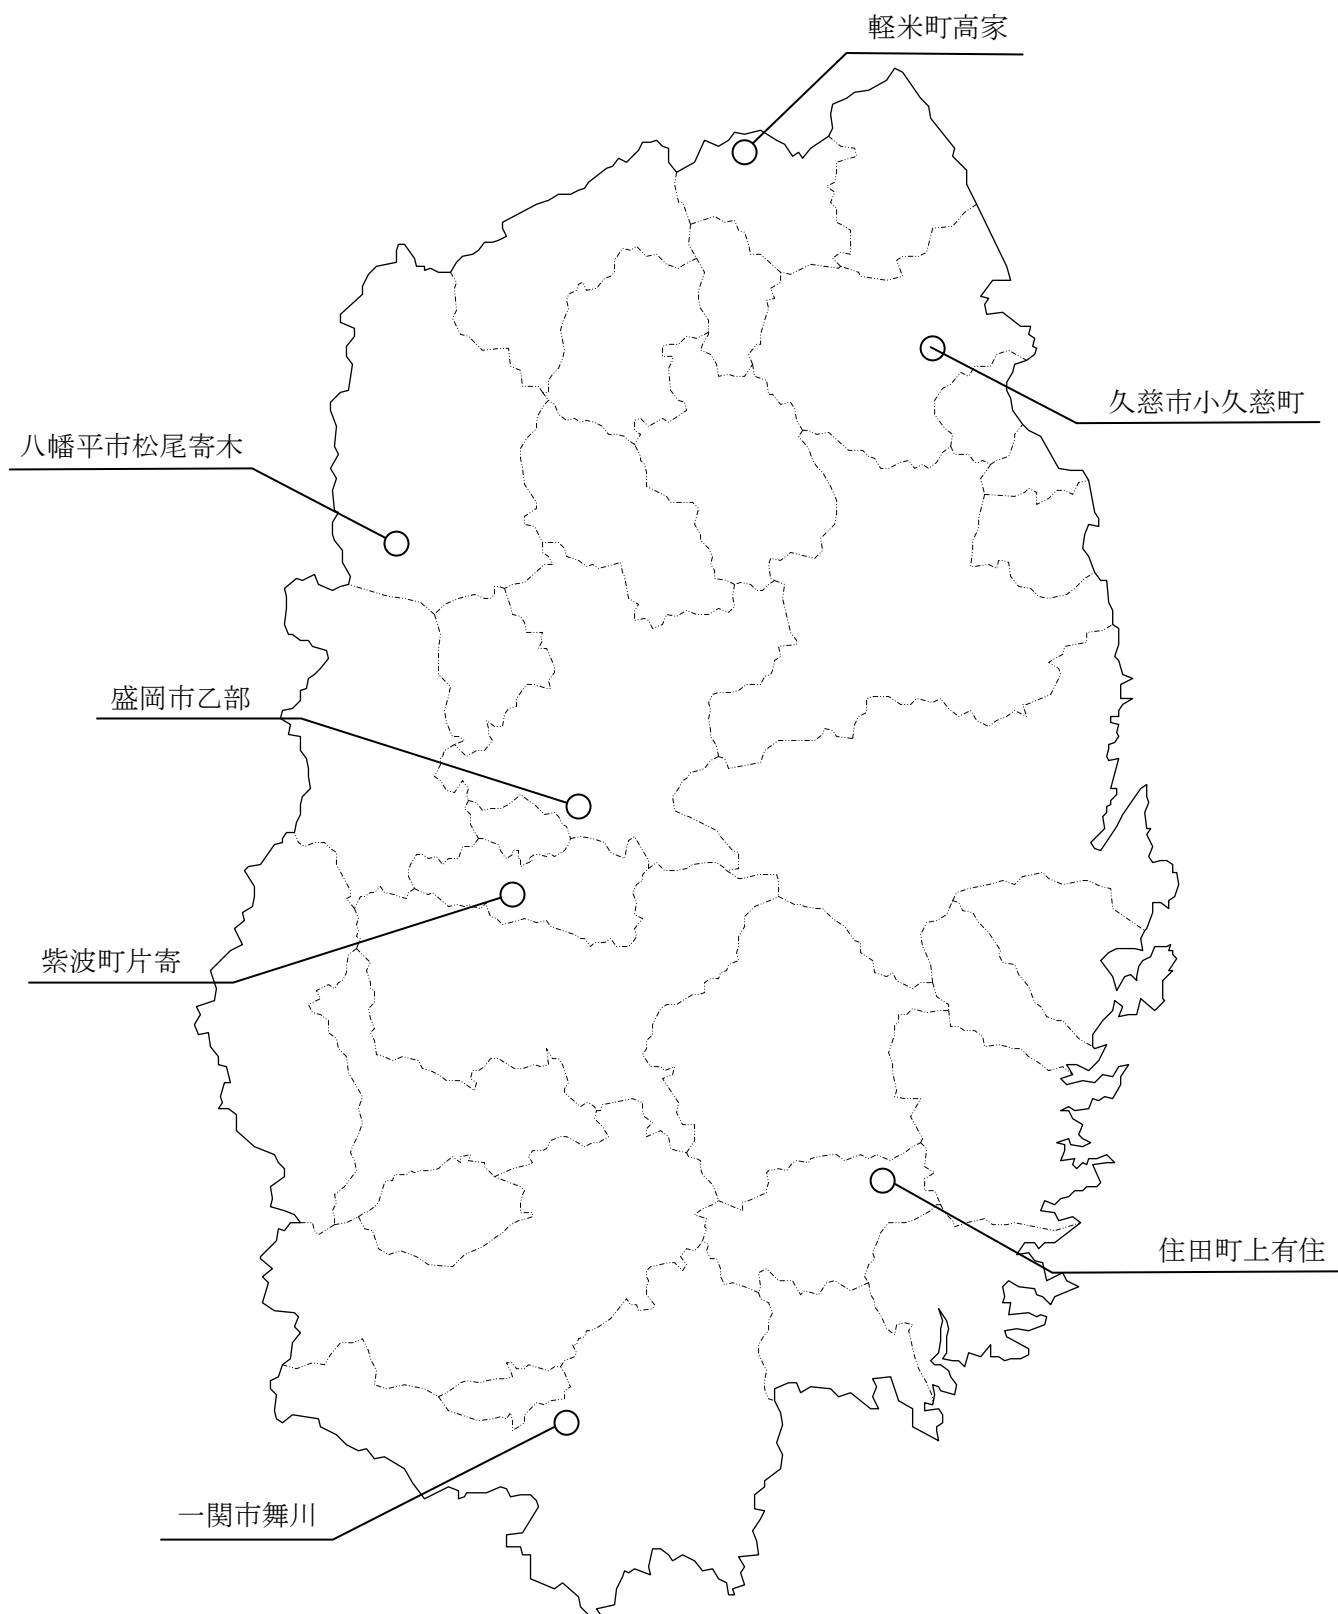 軽米町高家
久慈市小久慈町
八幡平市松尾寄木
盛岡市乙部
紫波町片寄
住田町上有住
一関市舞川